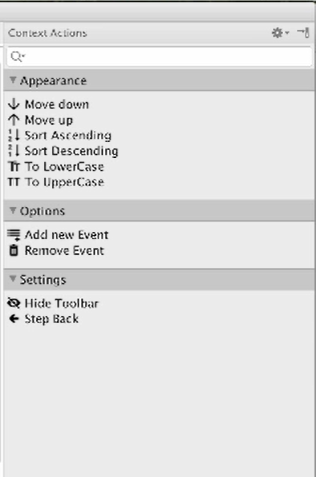 Context Actions
Appearance
Move down
Move up
Sort Ascending
Sort Descending
To LowerCase
To UpperCase
Options
Add new Event
Remove Event
Settings
Hide Toolbar
Step Back